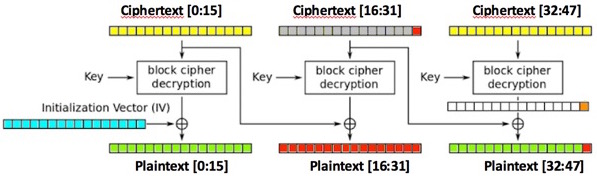 Ciphertext [0:15] Ciphertext [16:31] Ciphertext [32:47]
Key block cipher decryption Key block cipher decryption Key block cipher decryption
Initialization Vector (IV)
Plaintext [0:15] Plaintext [16:31] Plaintext [32:47]